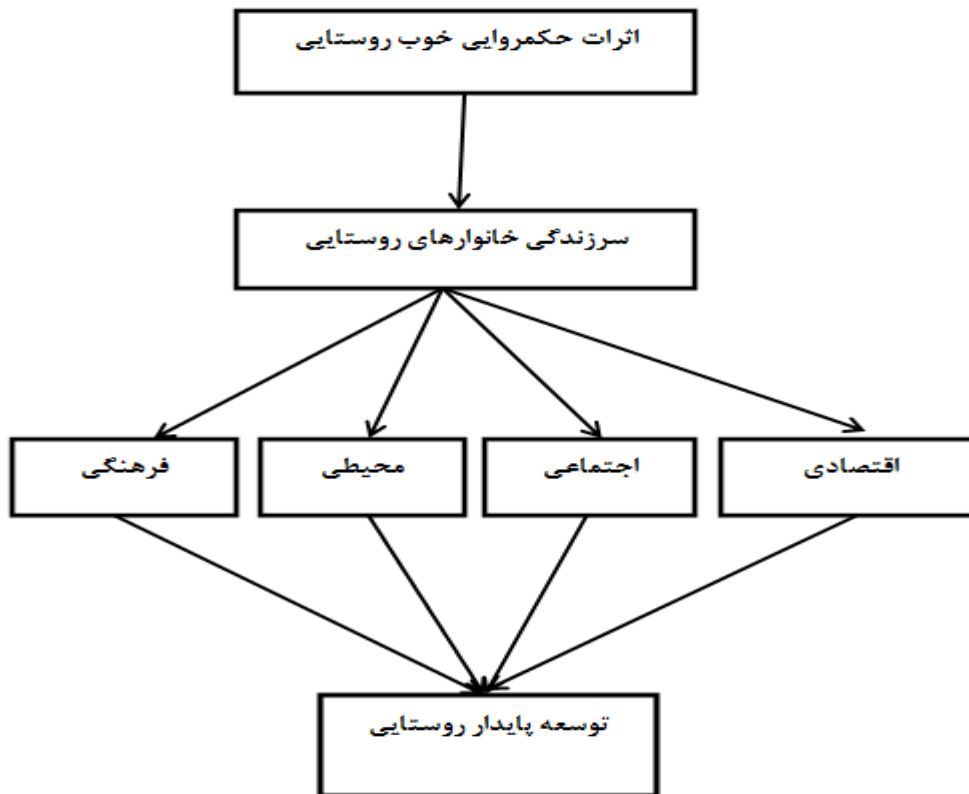 اثرات حکمروایی خوب روستایی
سرزندگی خانوارهای روستایی
اقتصادی
اجتماعی
محیطی
فرهنگی
توسعه پایدار روستایی